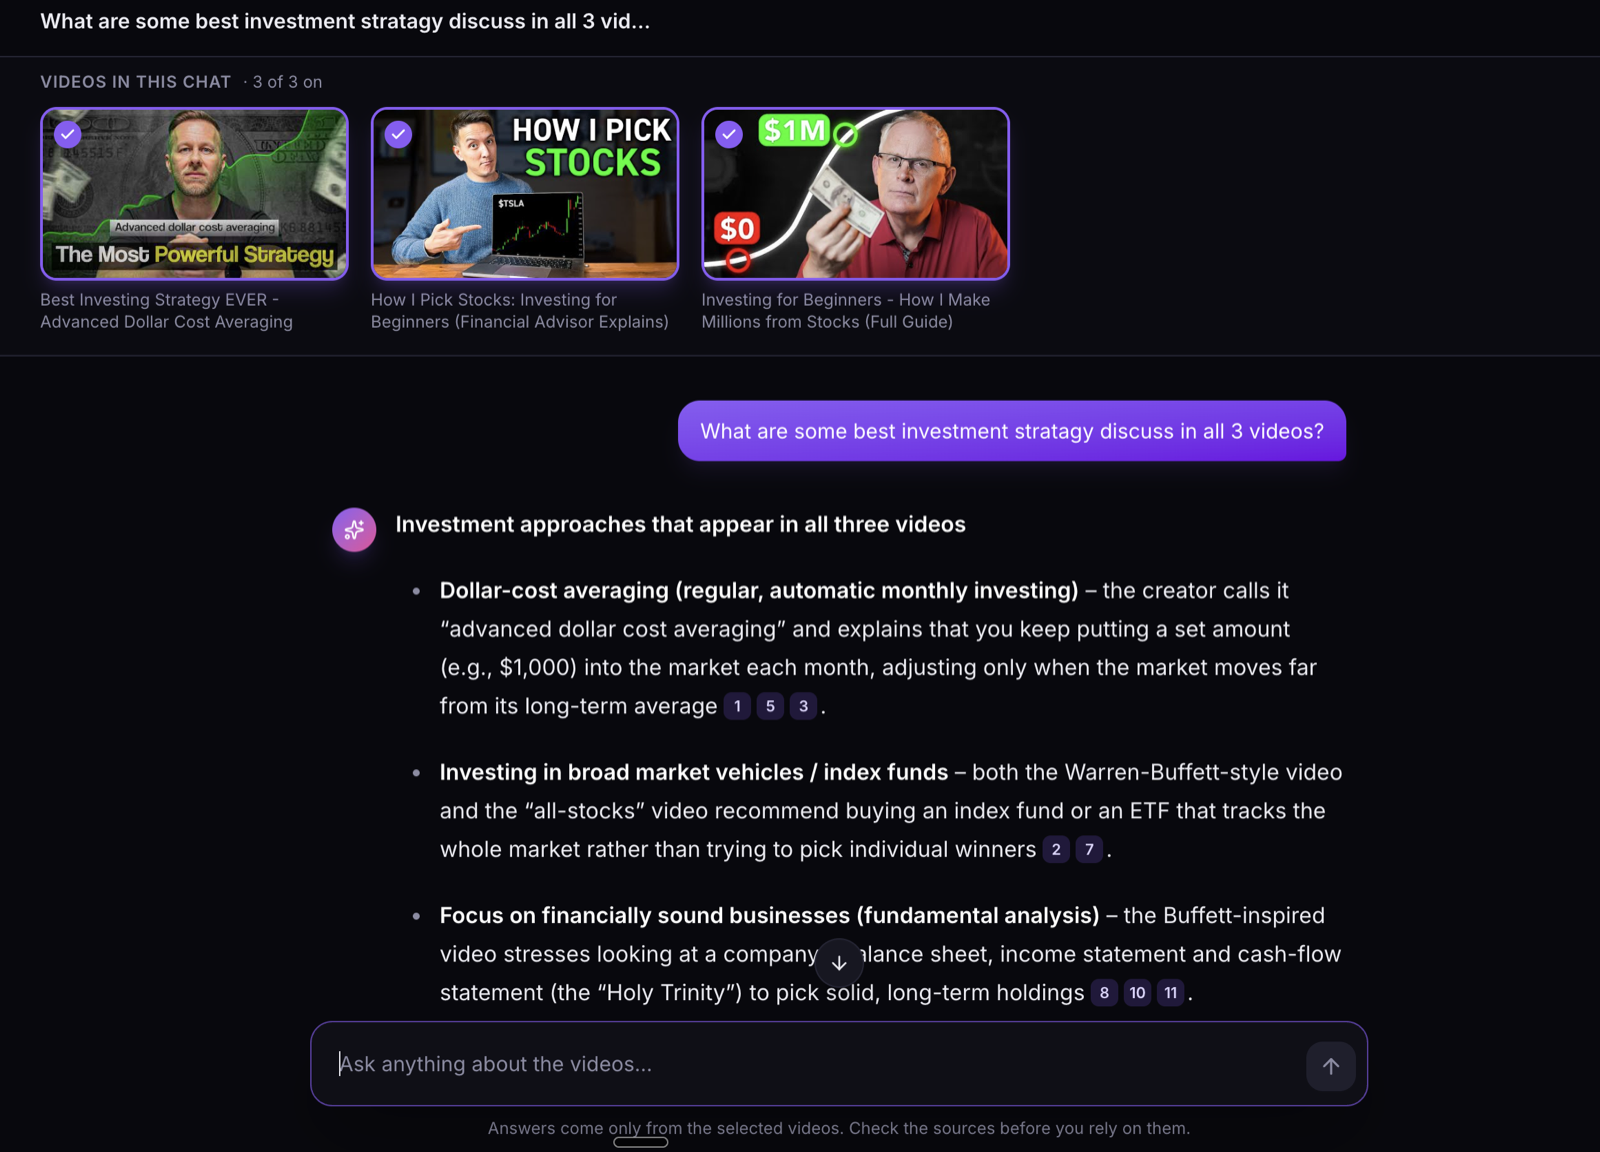 What are some best investment stratagy discuss in all 3 vid...
VIDEOS IN THIS CHAT · 3 of 3 on
Advanced dollar cost averaging
The Most Powerful Strategy
HOW I PICK
STOCKS
$TSLA
$1M
$0
Best Investing Strategy EVER -
Advanced Dollar Cost Averaging
How I Pick Stocks: Investing for
Beginners (Financial Advisor Explains)
Investing for Beginners - How I Make
Millions from Stocks (Full Guide)
What are some best investment stratagy discuss in all 3 videos?
Investment approaches that appear in all three videos
• Dollar-cost averaging (regular, automatic monthly investing) – the creator calls it
“advanced dollar cost averaging” and explains that you keep putting a set amount
(e.g., $1,000) into the market each month, adjusting only when the market moves far
from its long-term average 1 5 3 .
• Investing in broad market vehicles / index funds – both the Warren-Buffett-style video
and the “all-stocks” video recommend buying an index fund or an ETF that tracks the
whole market rather than trying to pick individual winners 2 7 .
• Focus on financially sound businesses (fundamental analysis) – the Buffett-inspired
video stresses looking at a company alance sheet, income statement and cash-flow
statement (the “Holy Trinity”) to pick solid, long-term holdings 8 10 11 .
Ask anything about the videos...
Answers come only from the selected videos. Check the sources before you rely on them.